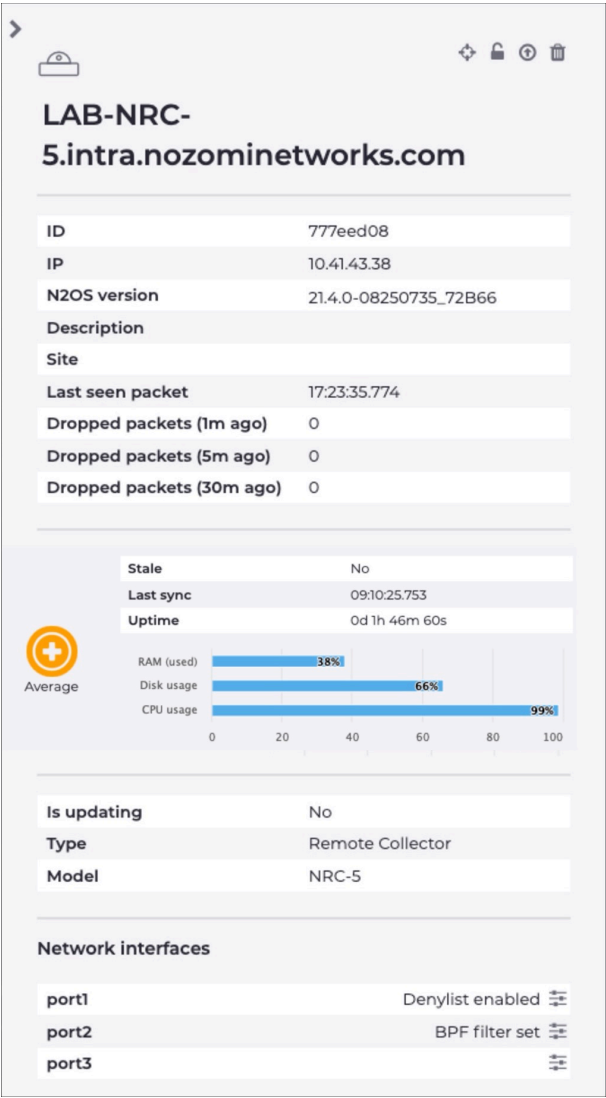 LAB-NRC-
5.intra.nozominetworks.com
ID 777eed08
IP 10.41.43.38
N2OS version 21.4.0-08250735_72B66
Description
Site
Last seen packet 17:23:35.774
Dropped packets (1m ago) 0
Dropped packets (5m ago) 0
Dropped packets (30m ago) 0
Stale No
Last sync 09:10:25.753
Uptime 0d 1h 46m 60s
Average
RAM (used) 38%
Disk usage 66%
CPU usage 99%
0 20 40 60 80 100
Is updating No
Type Remote Collector
Model NRC-5
Network interfaces
port1 Denylist enabled
port2 BPF filter set
port3